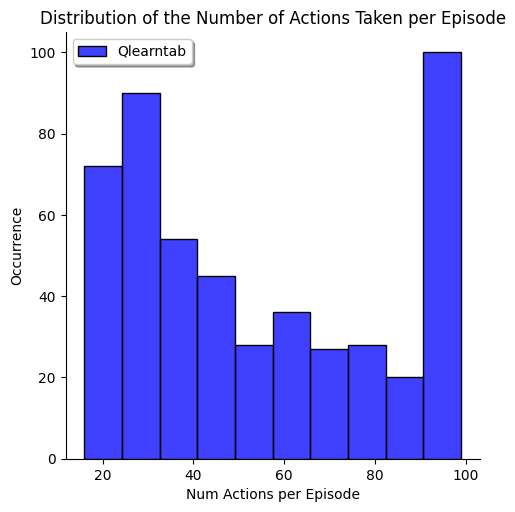 Distribution of the Number of Actions Taken per Episode
Qlearntab
100
80
60
40
20
0
Occurrence
20 40 60 80 100
Num Actions per Episode